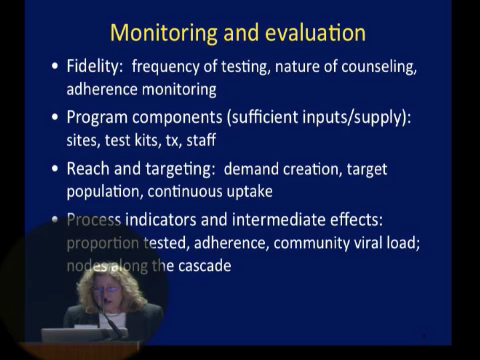 Monitoring and evaluation
• Fidelity: frequency of testing, nature of counseling,
adherence monitoring
• Program components (sufficient inputs/supply):
sites, test kits, tx, staff
• Reach and targeting: demand creation, target
population, continuous uptake
• Process indicators and intermediate effects:
proportion tested, adherence, community viral load;
nodes along the cascade